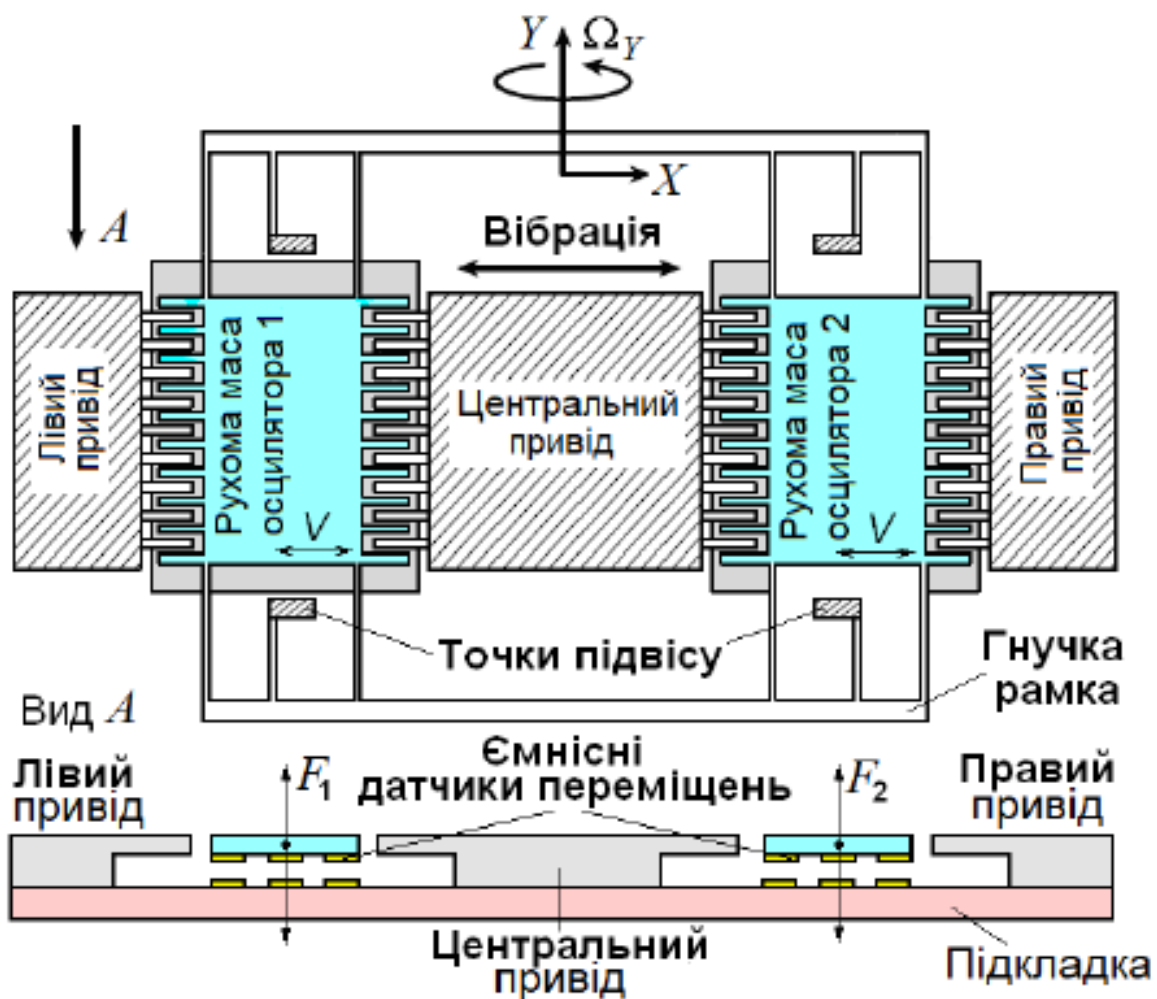 Y
Ω_Y
X
A
Вібрація
Лівий
привід
Рухома маса
осцилятора 1
V
Центральний
привід
Рухома маса
осцилятора 2
V
Правий
привід
Точки підвісу
Гнучка
рамка
Вид A
Ємнісні
датчики переміщень
Лівий
привід
F₁
F₂
Правий
привід
Центральний
привід
Підкладка